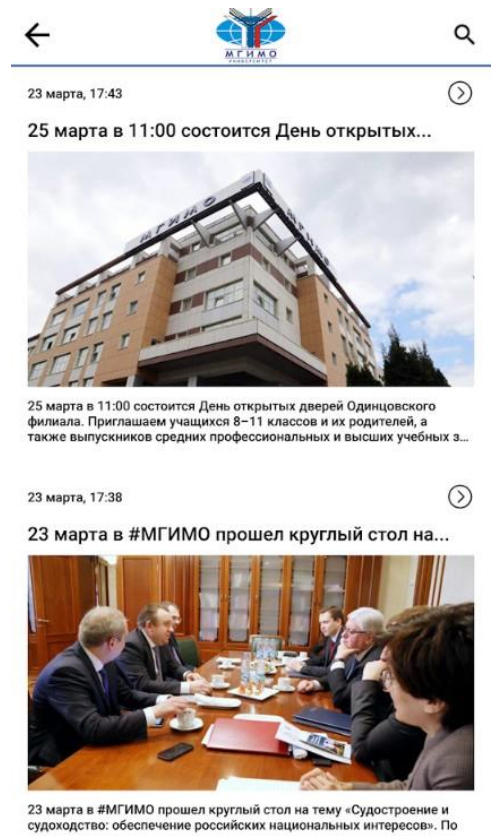 МГИМО
УНИВЕРСИТЕТ
23 марта, 17:43
25 марта в 11:00 состоится День открытых...
МГИМО
МГИМО
25 марта в 11:00 состоится День открытых дверей Одинцовского
филиала. Приглашаем учащихся 8–11 классов и их родителей, а
также выпускников средних профессиональных и высших учебных з...
23 марта, 17:38
23 марта в #МГИМО прошел круглый стол на...
23 марта в #МГИМО прошел круглый стол на тему «Судостроение и
судоходство: обеспечение российских национальных интересов». По